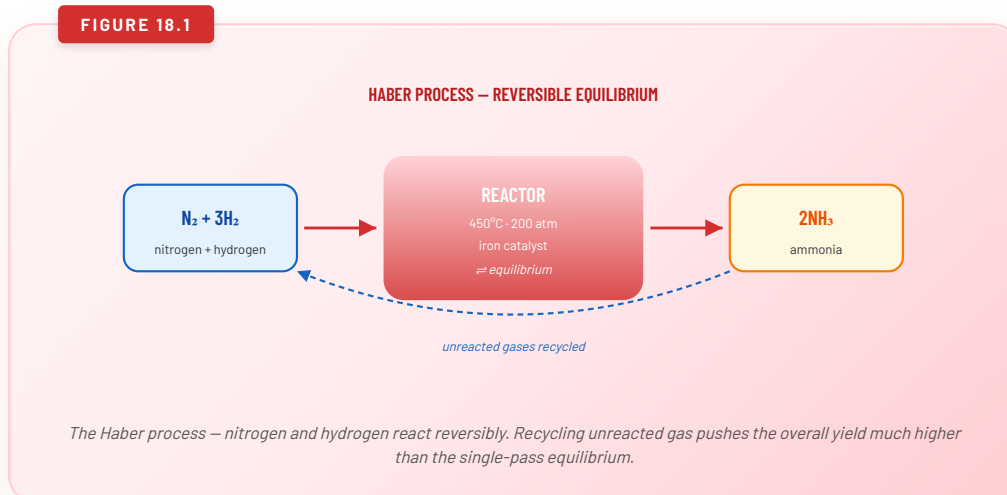 FIGURE 18.1
HABER PROCESS — REVERSIBLE EQUILIBRIUM
N₂ + 3H₂
nitrogen + hydrogen
REACTOR
450°C · 200 atm
iron catalyst
⇌ equilibrium
2NH₃
ammonia
unreacted gases recycled
The Haber process — nitrogen and hydrogen react reversibly. Recycling unreacted gas pushes the overall yield much higher
than the single-pass equilibrium.